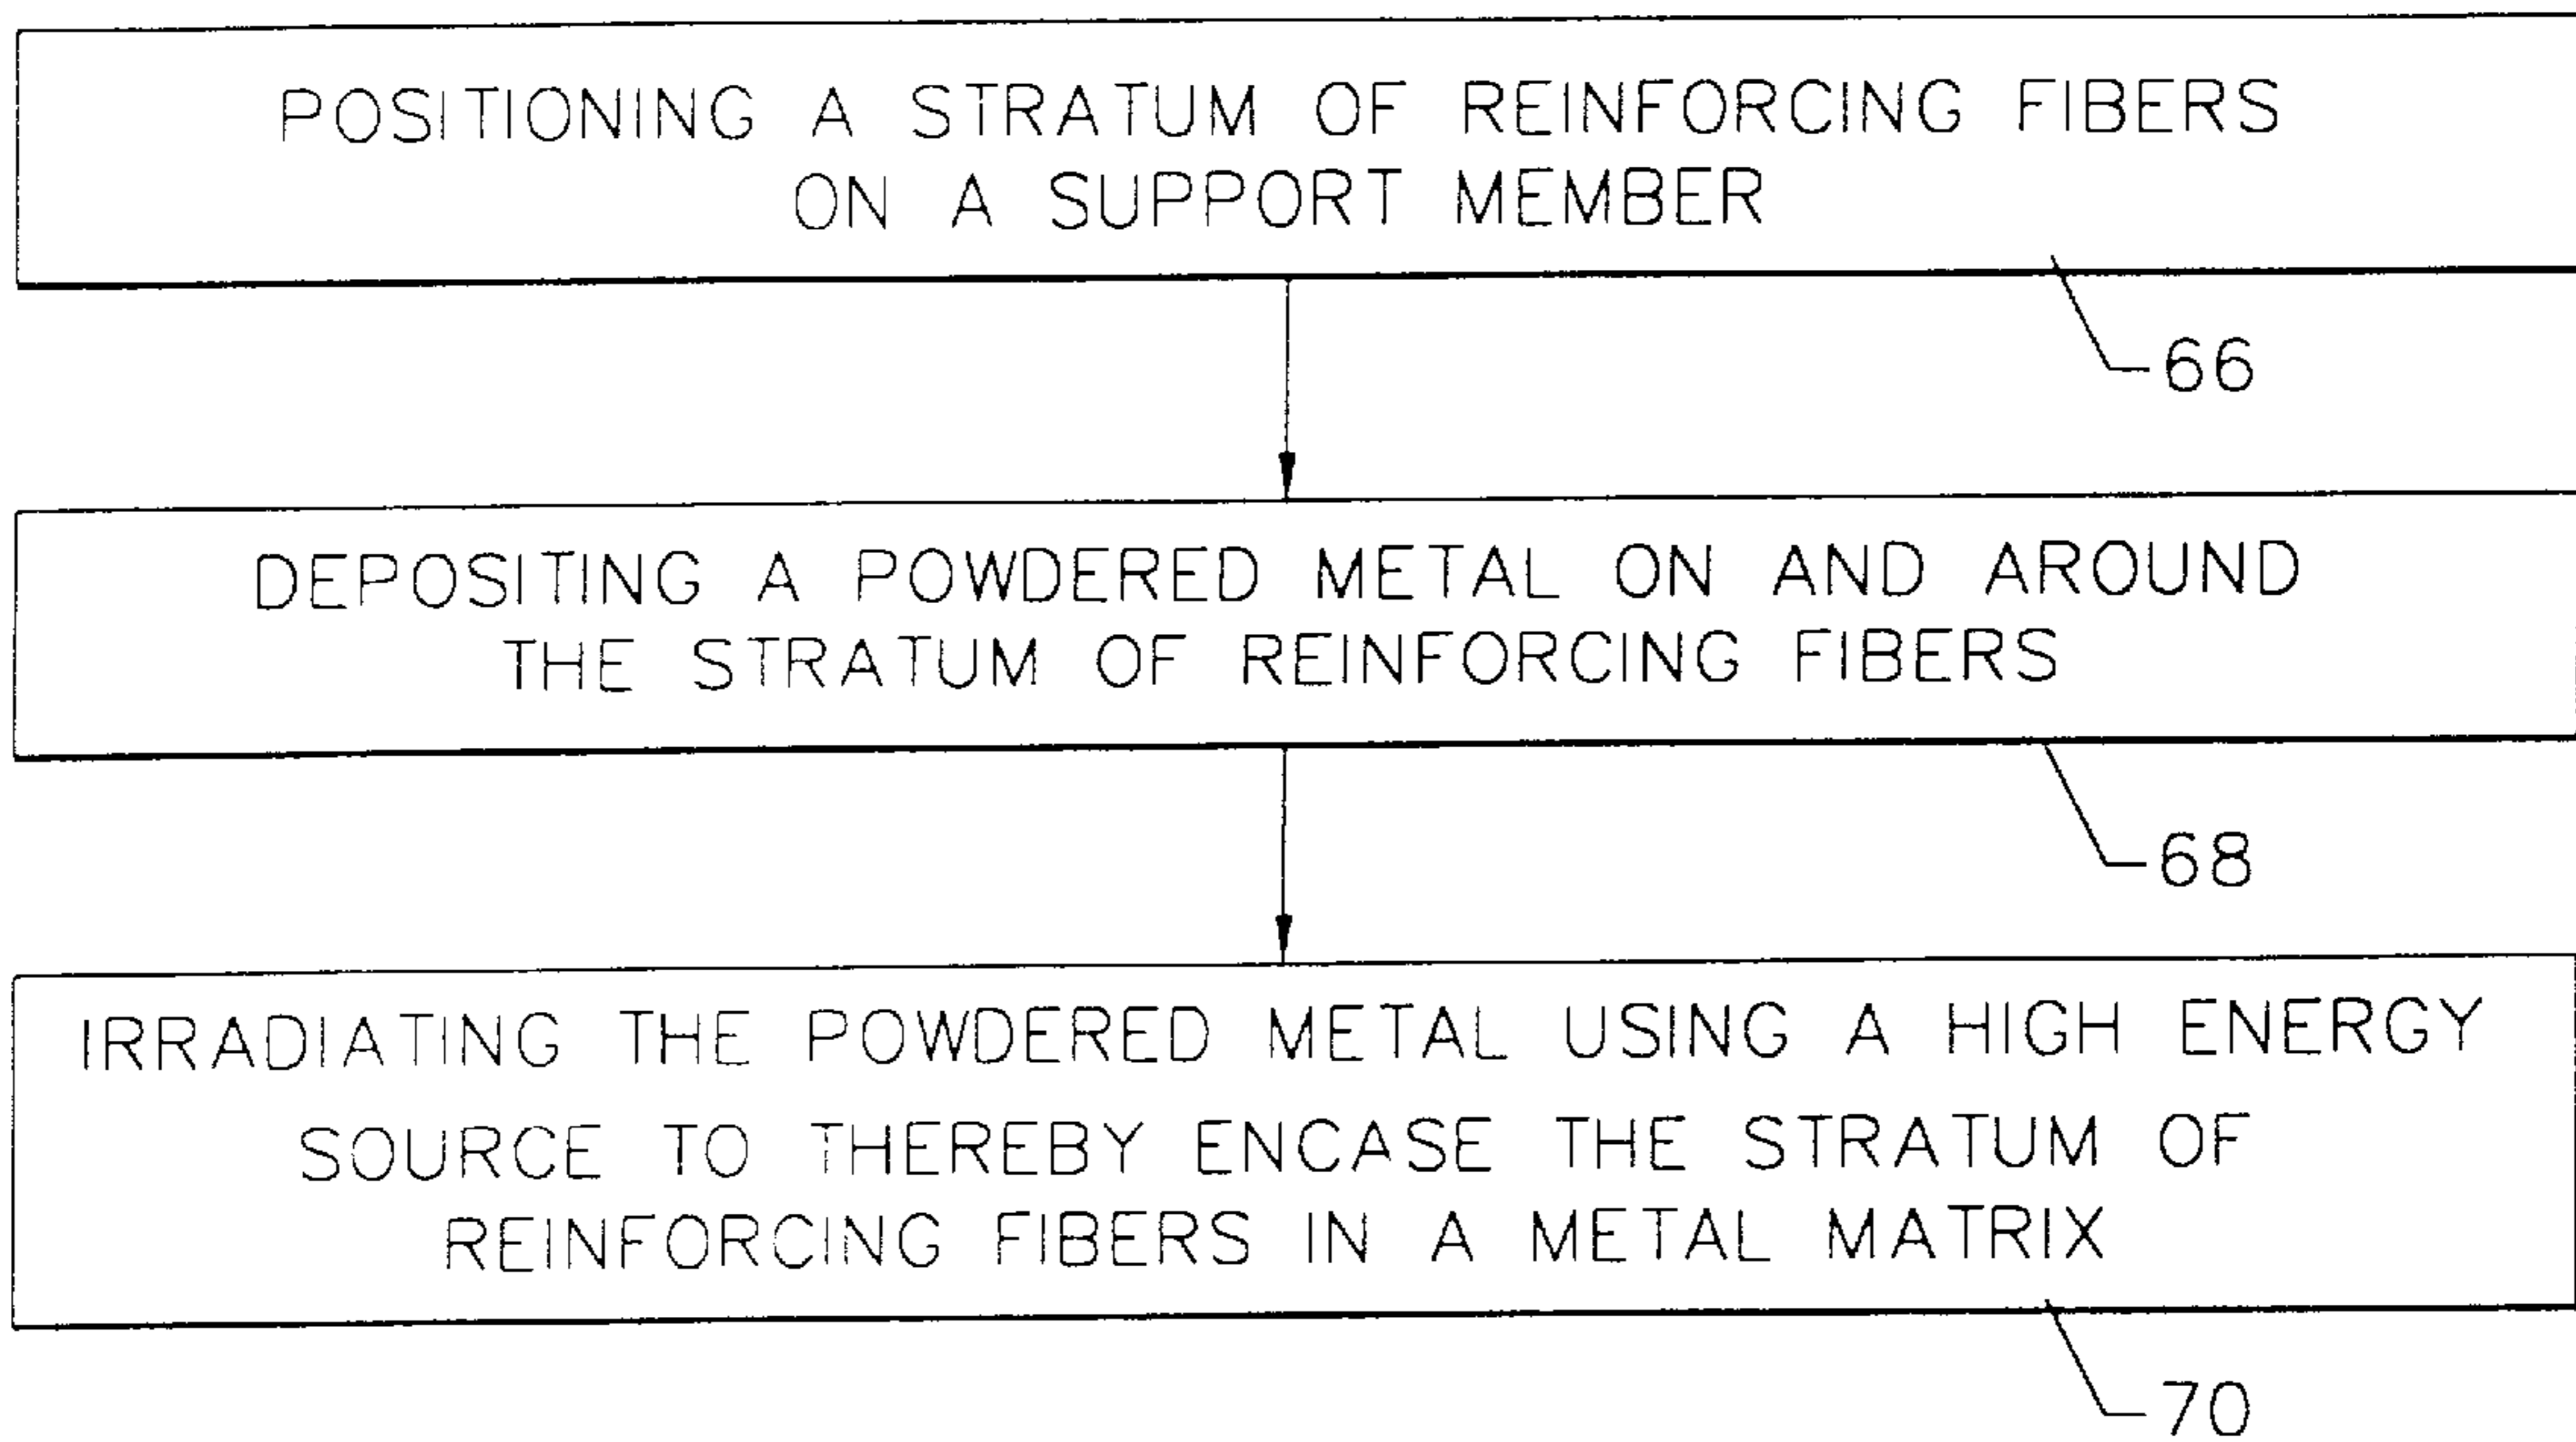 POSITIONING A STRATUM OF REINFORCING FIBERS
ON A SUPPORT MEMBER
66
DEPOSITING A POWDERED METAL ON AND AROUND
THE STRATUM OF REINFORCING FIBERS
68
IRRADIATING THE POWDERED METAL USING A HIGH ENERGY
SOURCE TO THEREBY ENCASE THE STRATUM OF
REINFORCING FIBERS IN A METAL MATRIX
70